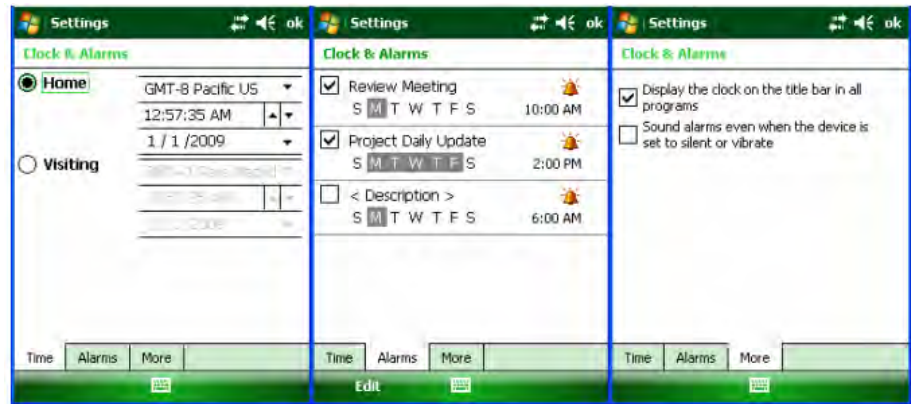 Settings
ok
Clock & Alarms
Home
GMT-8 Pacific US
12:57:35 AM
1 / 1 /2009
Visiting
Time
Alarms
More
Settings
ok
Clock & Alarms
Review Meeting
S M T W T F S
10:00 AM
Project Daily Update
S M T W T F S
2:00 PM
< Description >
S M T W T F S
6:00 AM
Time
Alarms
More
Edit
Settings
ok
Clock & Alarms
Display the clock on the title bar in all
programs
Sound alarms even when the device is
set to silent or vibrate
Time
Alarms
More